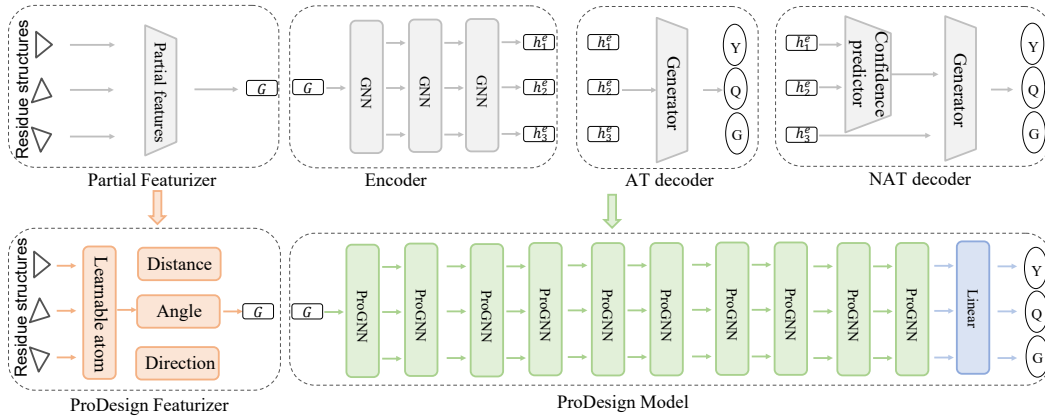 Residue structures
Partial features
G
Partial Featurizer
G
GNN
GNN
GNN
h₁ᵉ
h₂ᵉ
h₃ᵉ
Encoder
h₁ᵉ
h₂ᵉ
h₃ᵉ
Generator
Y
Q
G
AT decoder
h₁ᵉ
h₂ᵉ
h₃ᵉ
Confidence
predictor
Generator
Y
Q
G
NAT decoder
Residue structures
Learnable atom
Distance
Angle
Direction
G
ProDesign Featurizer
G
ProGNN
ProGNN
ProGNN
ProGNN
ProGNN
ProGNN
ProGNN
ProGNN
ProGNN
ProGNN
Linear
Y
Q
G
ProDesign Model